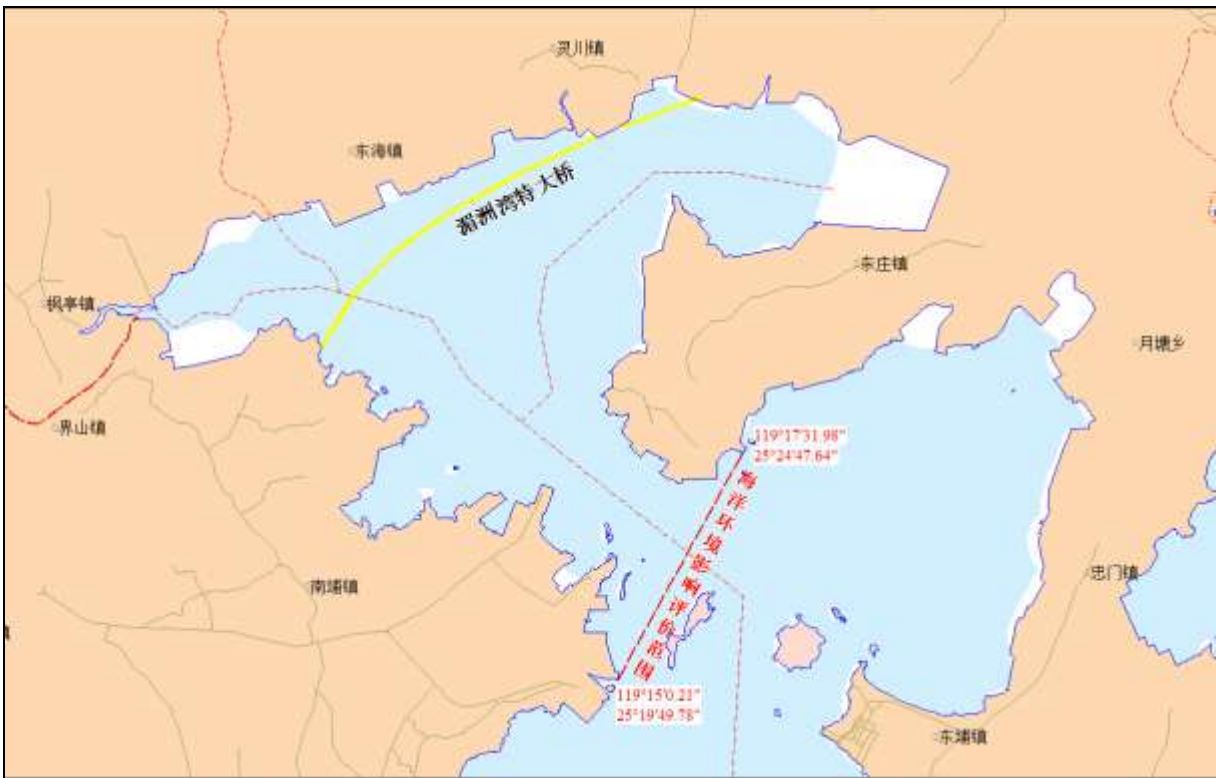 灵川镇
东海镇
湄洲湾特大桥
东庄镇
枫亭镇
月塘乡
界山镇
119°17'31.98"
25°24'47.64"
海洋环境影响评价范围
南埔镇
忠门镇
镇
119°15'0.21"
25°19'49.78"
东埔镇